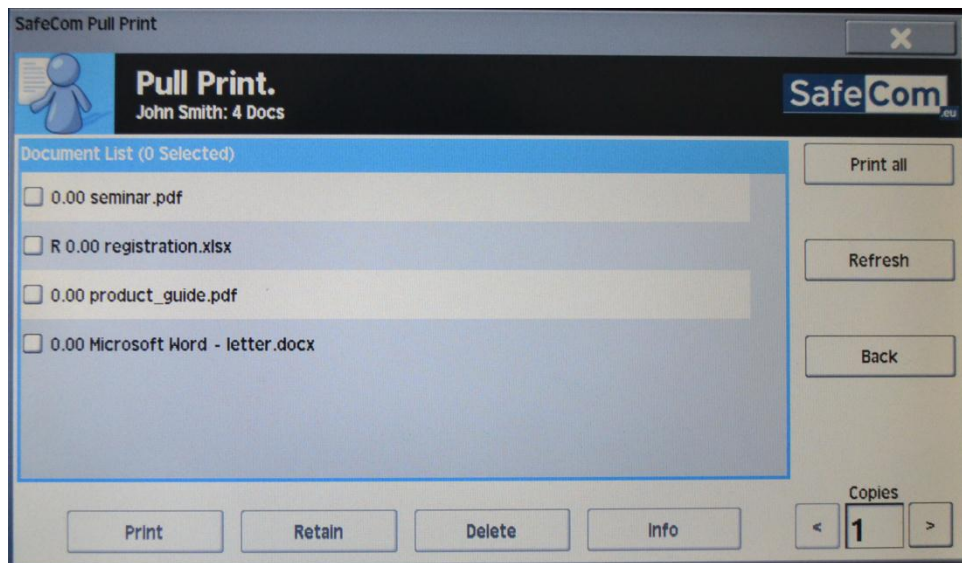 SafeCom Pull Print
Pull Print.
John Smith: 4 Docs
SafeCom
.eu
Document List (0 Selected)
0.00 seminar.pdf
R 0.00 registration.xlsx
0.00 product_guide.pdf
0.00 Microsoft Word - letter.docx
Print all
Refresh
Back
Copies
< 1 >
Print Retain Delete Info